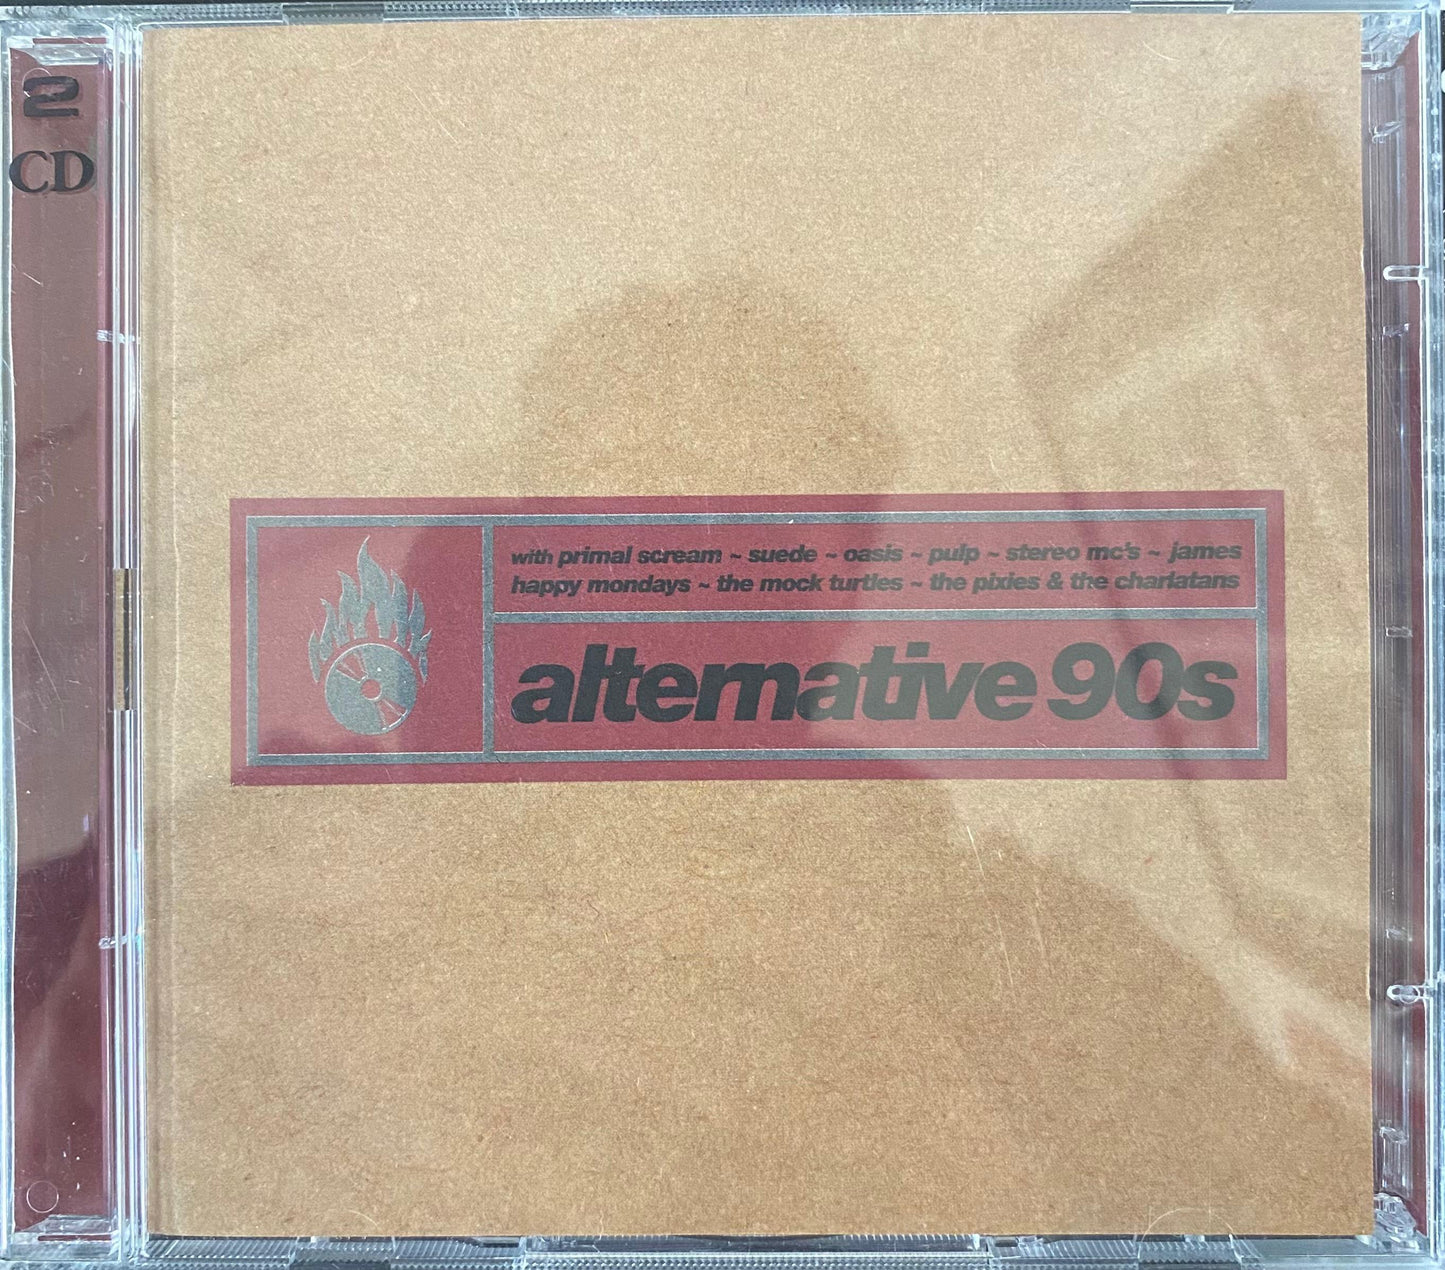 2
CD
with primal scream ~ suede ~ oasis ~ pulp ~ stereo mc's ~ james
happy mondays ~ the mock turtles ~ the pixies & the charlatans
alternative 90s